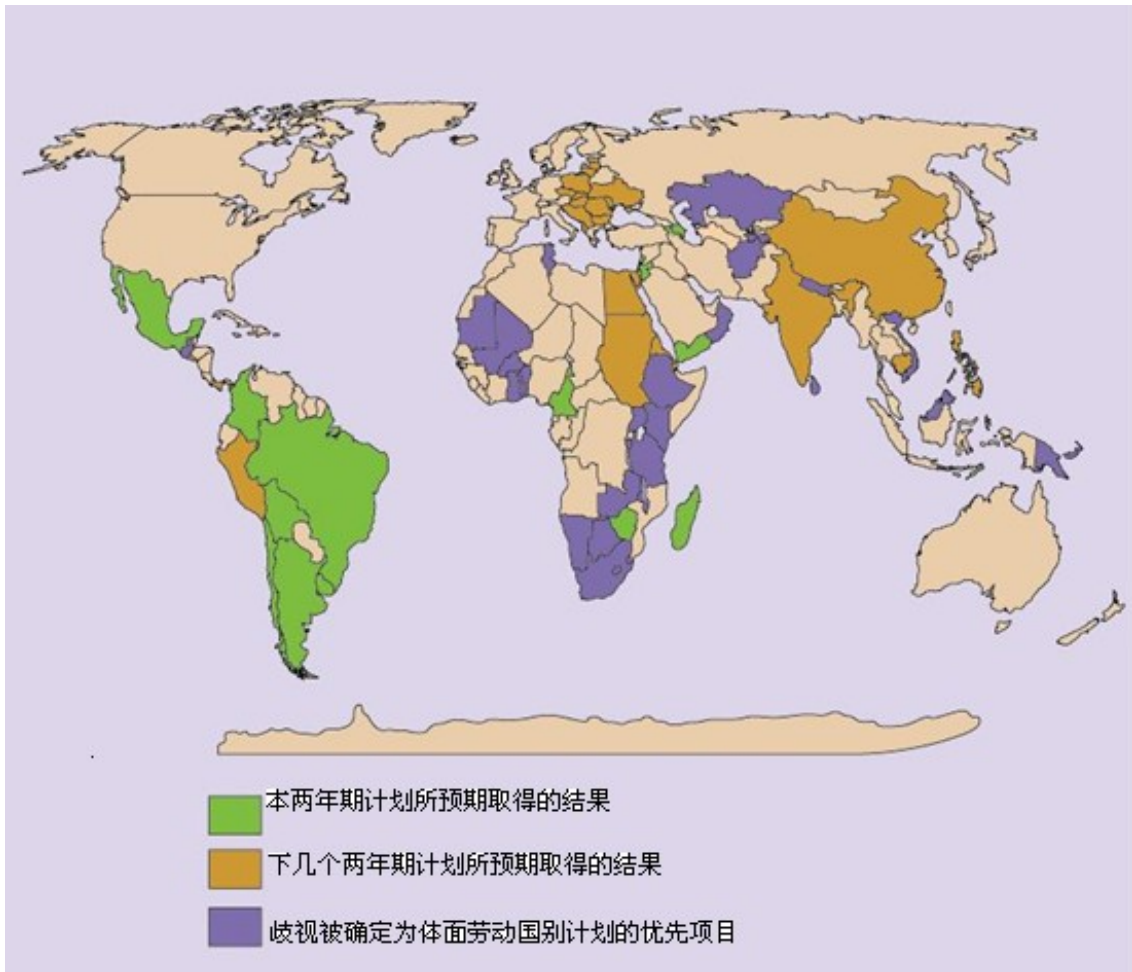 本两年期计划所预期取得的结果
下几个两年期计划所预期取得的结果
歧视被确定为体面劳动国别计划的优先项目